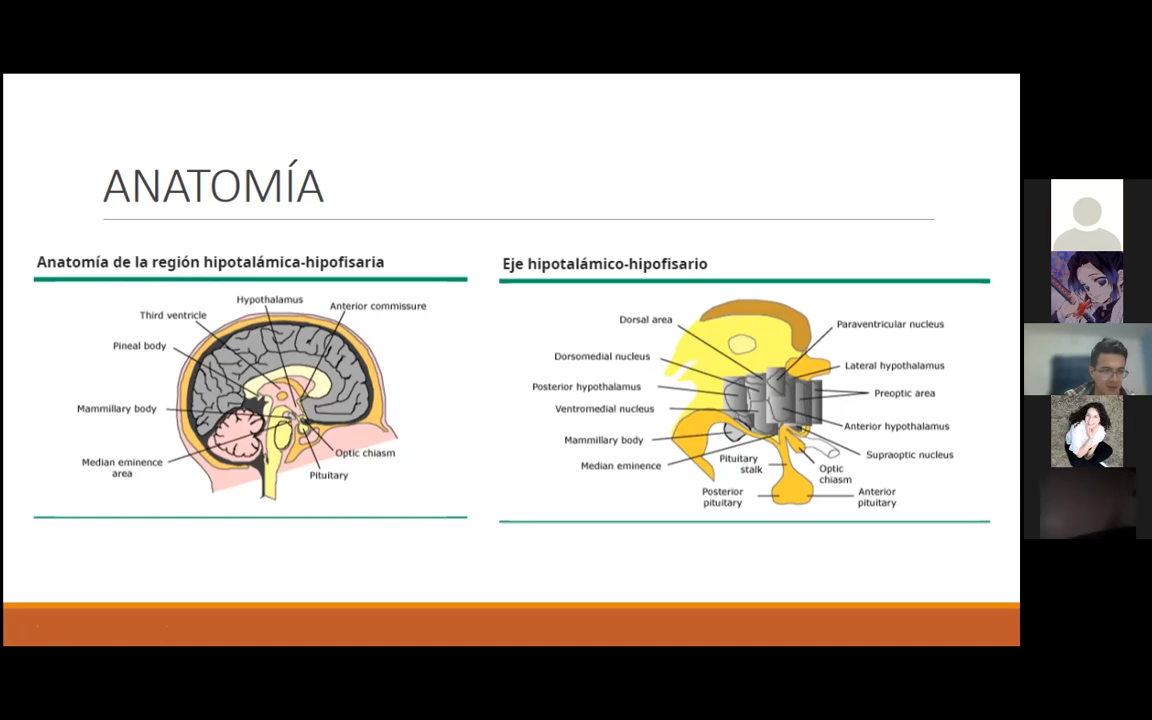 ANATOMÍA
Anatomía de la región hipotalámica-hipofisaria
Hypothalamus
Anterior commissure
Third ventricle
Pineal body
Mammillary body
Median eminence
area
Optic chiasm
Pituitary
Eje hipotalámico-hipofisario
Dorsal area
Paraventricular nucleus
Dorsomedial nucleus
Lateral hypothalamus
Posterior hypothalamus
Preoptic area
Ventromedial nucleus
Anterior hypothalamus
Mammillary body
Supraoptic nucleus
Median eminence
Pituitary
stalk
Optic
chiasm
Posterior
pituitary
Anterior
pituitary